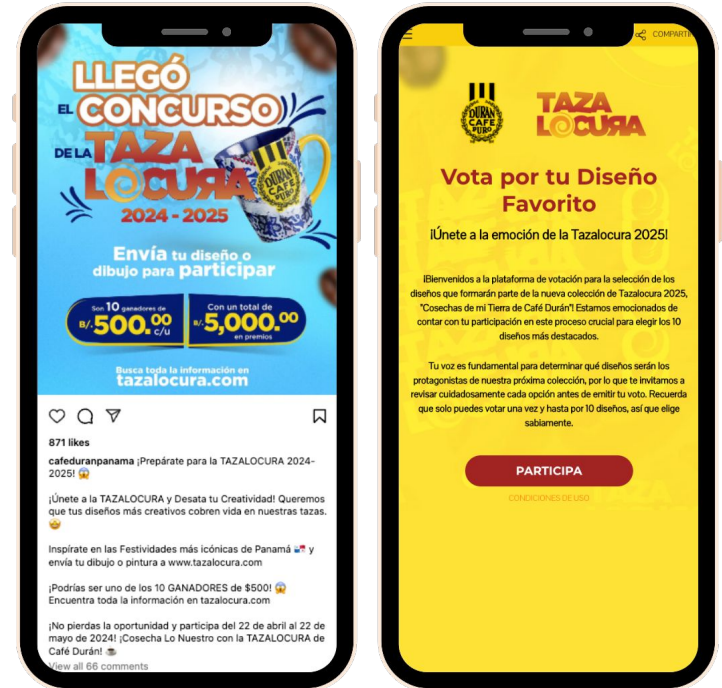 LLEGÓ
EL CONCURSO
DE LA TAZA
LOCURA
2024 - 2025
DURAN
CAFE
PURO
Envía tu diseño o
dibujo para participar
Son 10 ganadores de
B/.500.00 c/u
Con un total de
B/.5,000.00
en premios
Busca toda la información en
tazalocura.com
871 likes
cafeduranpanama ¡Prepárate para la TAZALOCURA 2024-
2025! 😱
¡Únete a la TAZALOCURA y Desata tu Creatividad! Queremos
que tus diseños más creativos cobren vida en nuestras tazas.
🤩
Inspírate en las Festividades más icónicas de Panamá 🇵🇦 y
envía tu dibujo o pintura a www.tazalocura.com
¡Podrías ser uno de los 10 GANADORES de $500! 😱
Encuentra toda la información en tazalocura.com
¡No pierdas la oportunidad y participa del 22 de abril al 22 de
mayo de 2024! ¡Cosecha Lo Nuestro con la TAZALOCURA de
Café Durán! ☕
View all 66 comments
COMPARTI
DURAN
CAFE
PURO
TAZA
LOCURA
Vota por tu Diseño
Favorito
¡Únete a la emoción de la Tazalocura 2025!
¡Bienvenidos a la plataforma de votación para la selección de los
diseños que formarán parte de la nueva colección de Tazalocura 2025,
"Cosechas de mi Tierra de Café Durán"! Estamos emocionados de
contar con tu participación en este proceso crucial para elegir los 10
diseños más destacados.
Tu voz es fundamental para determinar qué diseños serán los
protagonistas de nuestra próxima colección, por lo que te invitamos a
revisar cuidadosamente cada opción antes de emitir tu voto. Recuerda
que solo puedes votar una vez y hasta por 10 diseños, así que elige
sabiamente.
PARTICIPA
CONDICIONES DE USO